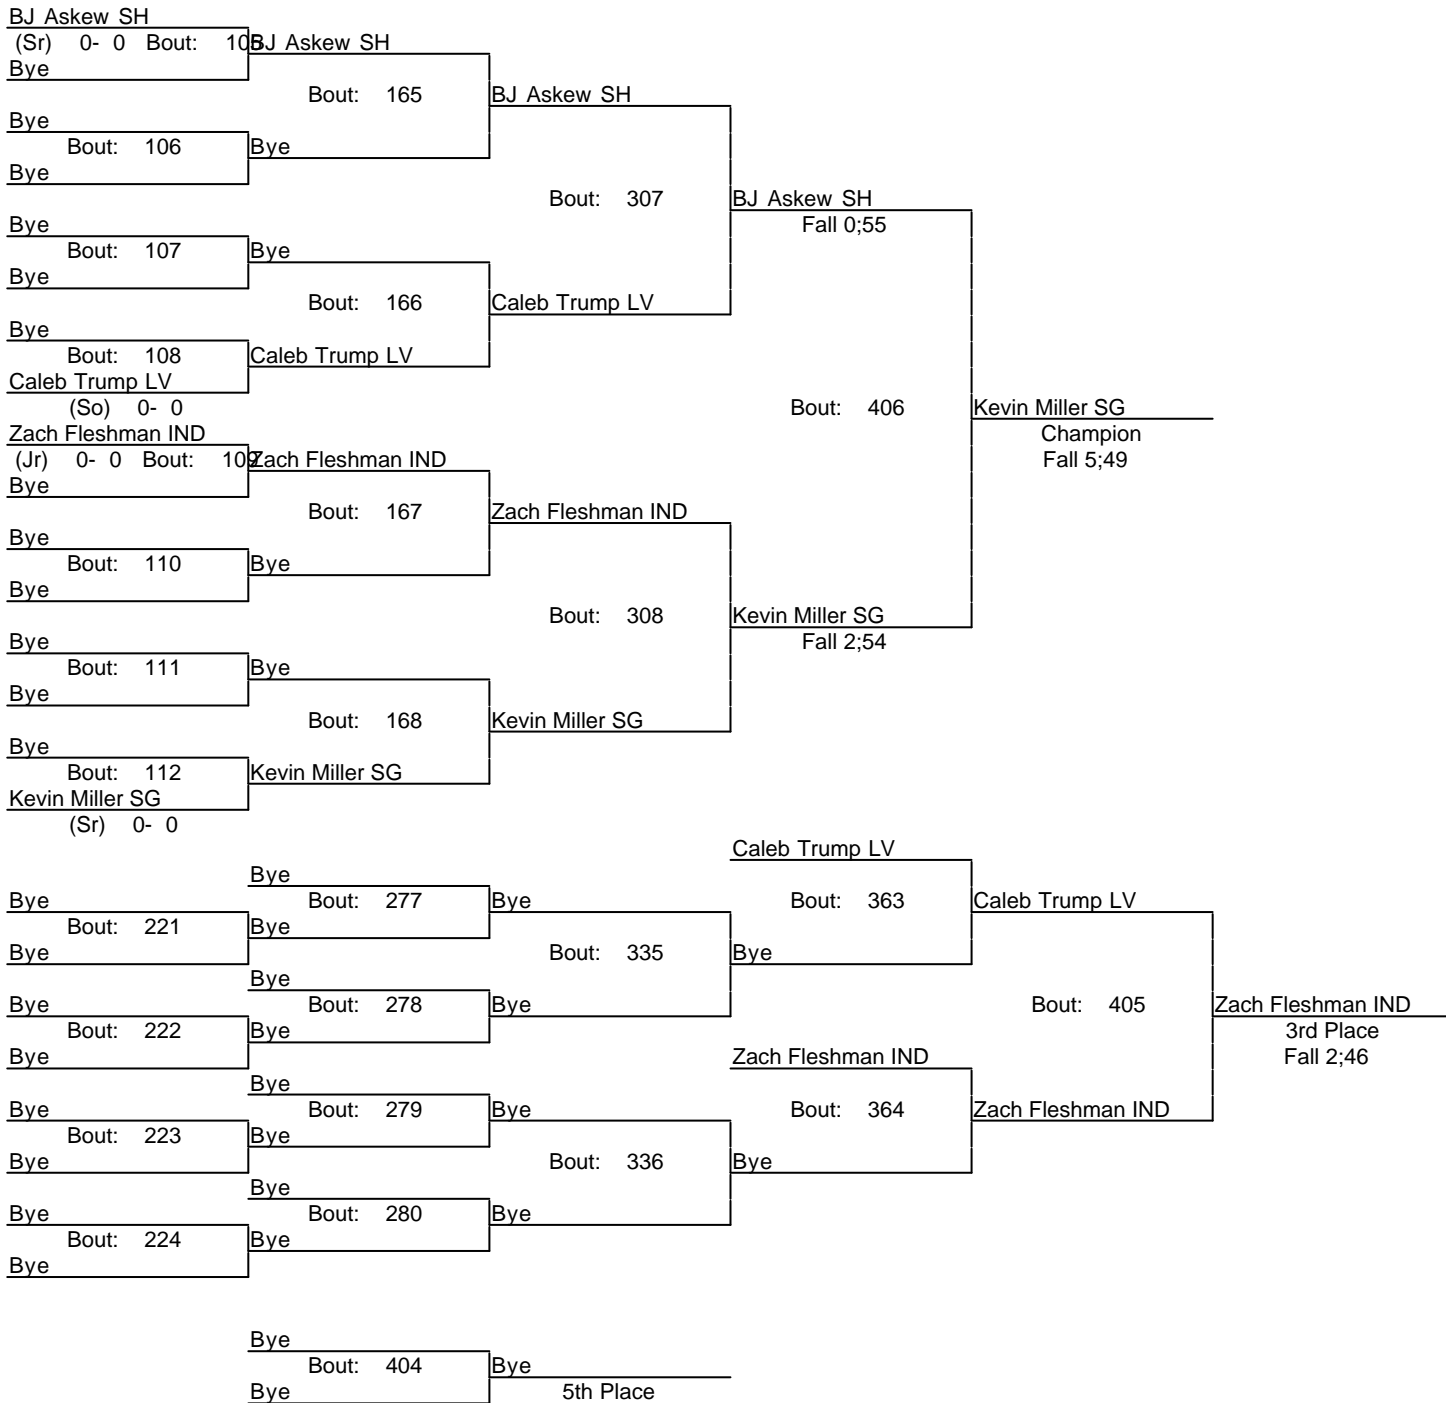 BJ Askew SH
(Sr) 0- 0 Bout: 105 BJ Askew SH
Bye
Bout: 165 BJ Askew SH
Bye
Bout: 106 Bye
Bye
Bout: 307 BJ Askew SH
Bye
Fall 0;55
Bout: 107 Bye
Bye
Bout: 166 Caleb Trump LV
Bye
Bout: 108 Caleb Trump LV
Caleb Trump LV
(So) 0- 0
Bout: 406 Kevin Miller SG
Zach Fleshman IND
Champion
(Jr) 0- 0 Bout: 109 Zach Fleshman IND
Fall 5;49
Bye
Bout: 167 Zach Fleshman IND
Bye
Bout: 110 Bye
Bye
Bout: 308 Kevin Miller SG
Bye
Fall 2;54
Bout: 111 Bye
Bye
Bout: 168 Kevin Miller SG
Bye
Bout: 112 Kevin Miller SG
Kevin Miller SG
(Sr) 0- 0
Caleb Trump LV
Bye
Bye
Bout: 277 Bye
Bout: 363 Caleb Trump LV
Bout: 221 Bye
Bye
Bout: 335 Bye
Bye
Bye
Bout: 278 Bye
Bout: 405 Zach Fleshman IND
Bout: 222 Bye
3rd Place
Bye
Zach Fleshman IND
Fall 2;46
Bye
Bye
Bout: 279 Bye
Bout: 364 Zach Fleshman IND
Bout: 223 Bye
Bye
Bout: 336 Bye
Bye
Bye
Bout: 280 Bye
Bout: 224 Bye
Bye
Bye
Bout: 404 Bye
Bye
5th Place